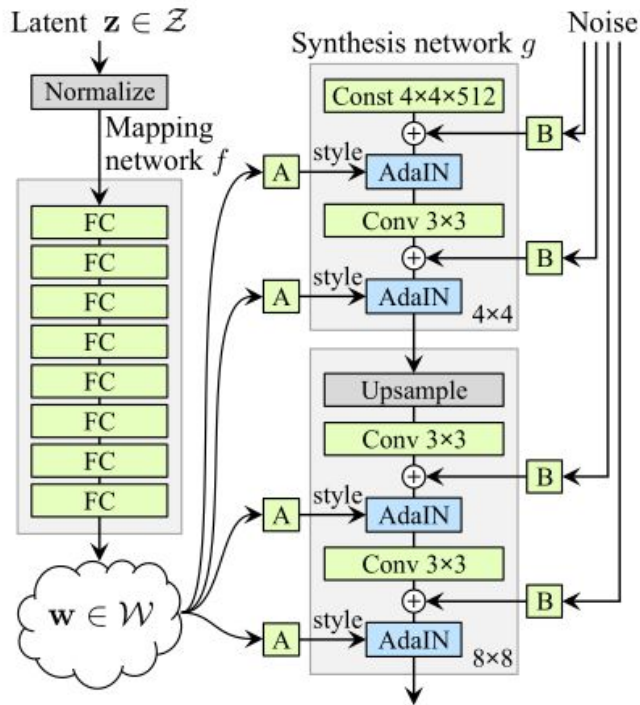 Latent z ∈ 𝒵
Normalize
Mapping
network f
FC
FC
FC
FC
FC
FC
FC
FC
w ∈ 𝒲
Synthesis network g
Noise
Const 4×4×512
B
A
style
AdaIN
Conv 3×3
B
A
style
AdaIN
4×4
Upsample
Conv 3×3
B
A
style
AdaIN
Conv 3×3
B
A
style
AdaIN
8×8